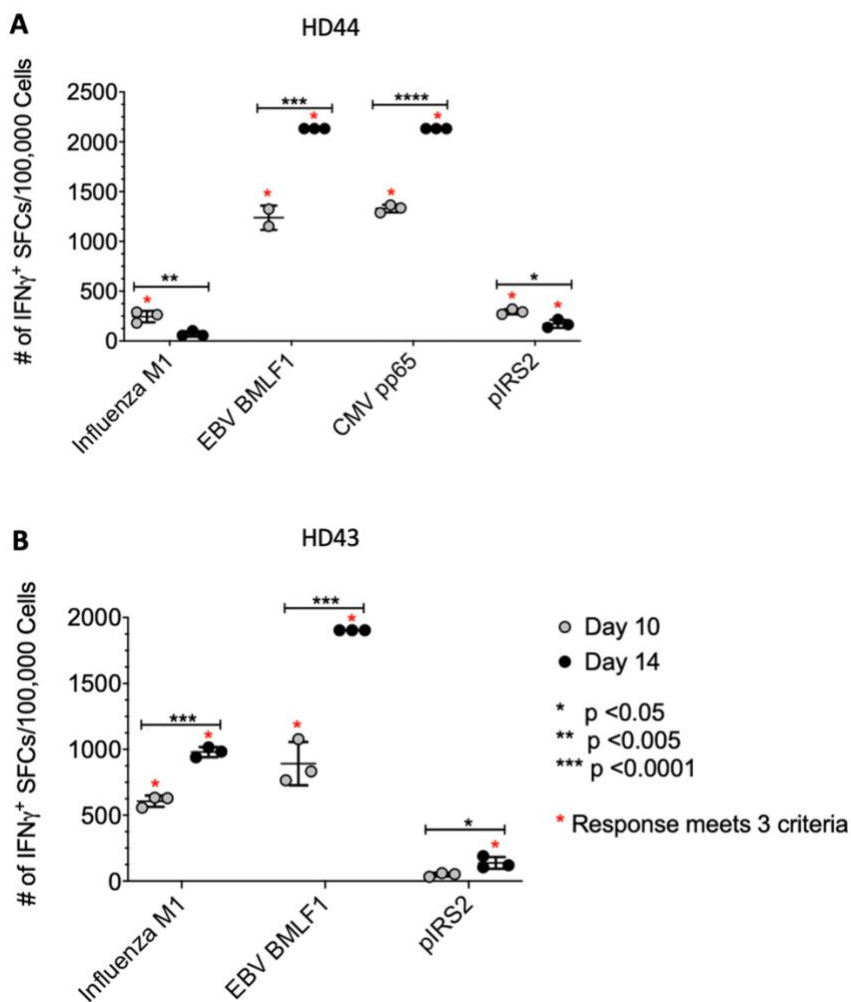 A
HD44
# of IFNγ⁺ SFCs/100,000 Cells
2500
2000
1500
1000
500
0
*
**
*
***
*
*
****
*
*
*
*
Influenza M1
EBV BMLF1
CMV pp65
pIRS2
B
HD43
# of IFNγ⁺ SFCs/100,000 Cells
2000
1500
1000
500
0
*
***
*
*
***
*
*
*
Influenza M1
EBV BMLF1
pIRS2
Day 10
Day 14
* p <0.05
** p <0.005
*** p <0.0001
* Response meets 3 criteria